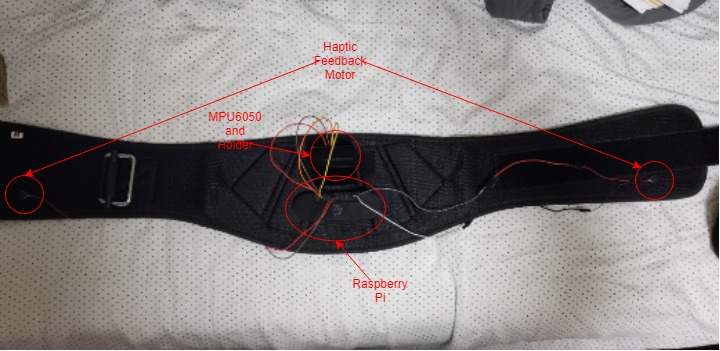 Haptic
Feedback
Motor
MPU6050
and
Holder
Raspberry
Pi